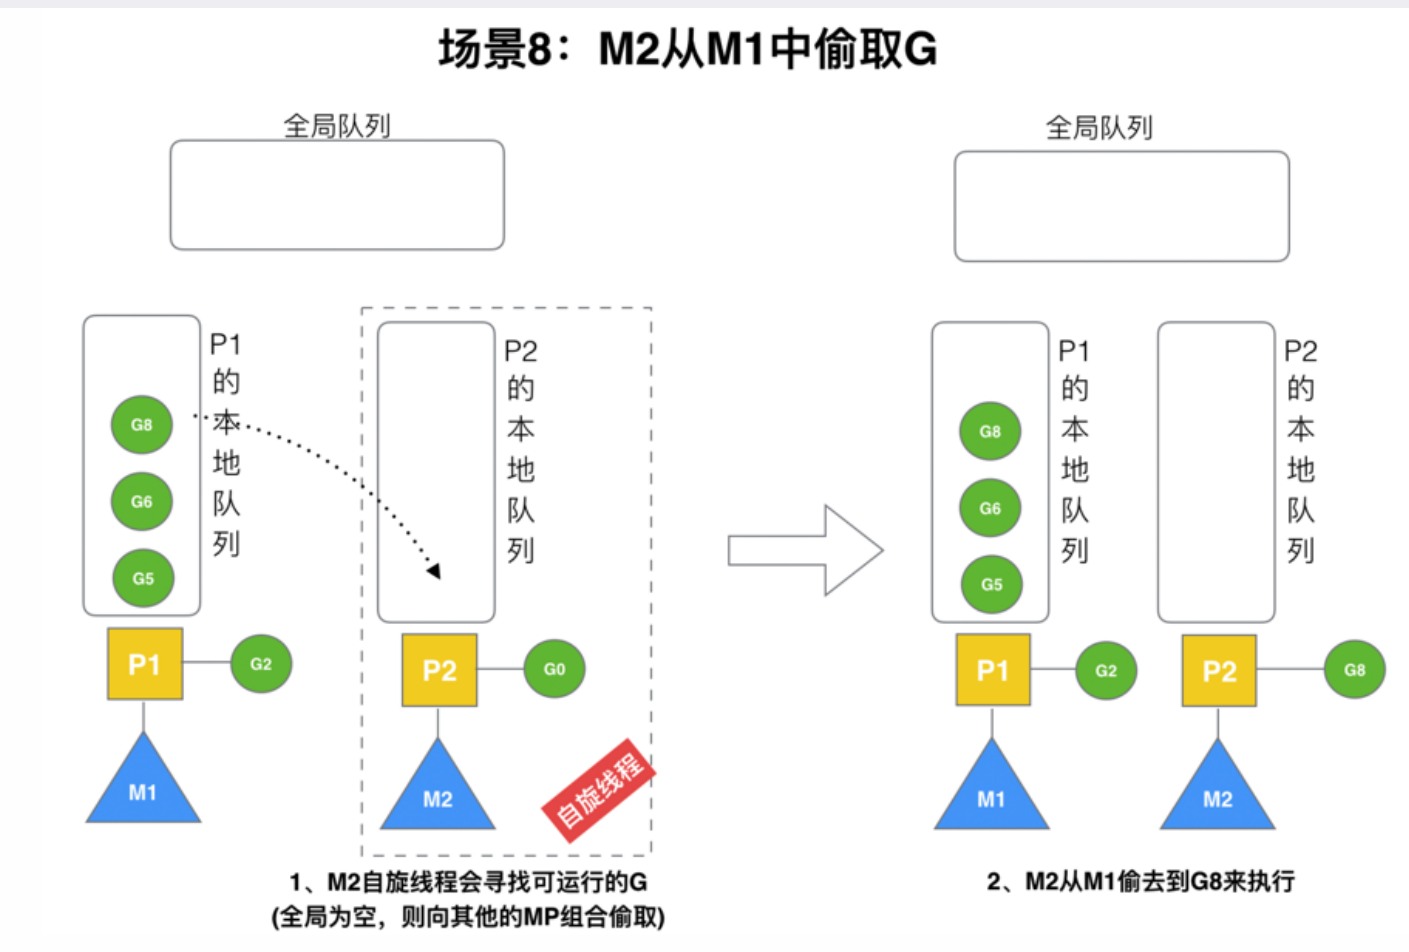 场景8：M2从M1中偷取G
全局队列
全局队列
P1的本地队列
G8
G6
G5
P1
G2
M1
P2的本地队列
P2
G0
M2
自旋线程
1、M2自旋线程会寻找可运行的G
(全局为空，则向其他的MP组合偷取)
P1的本地队列
G8
G6
G5
P1
G2
M1
P2的本地队列
P2
G8
M2
2、M2从M1偷去到G8来执行